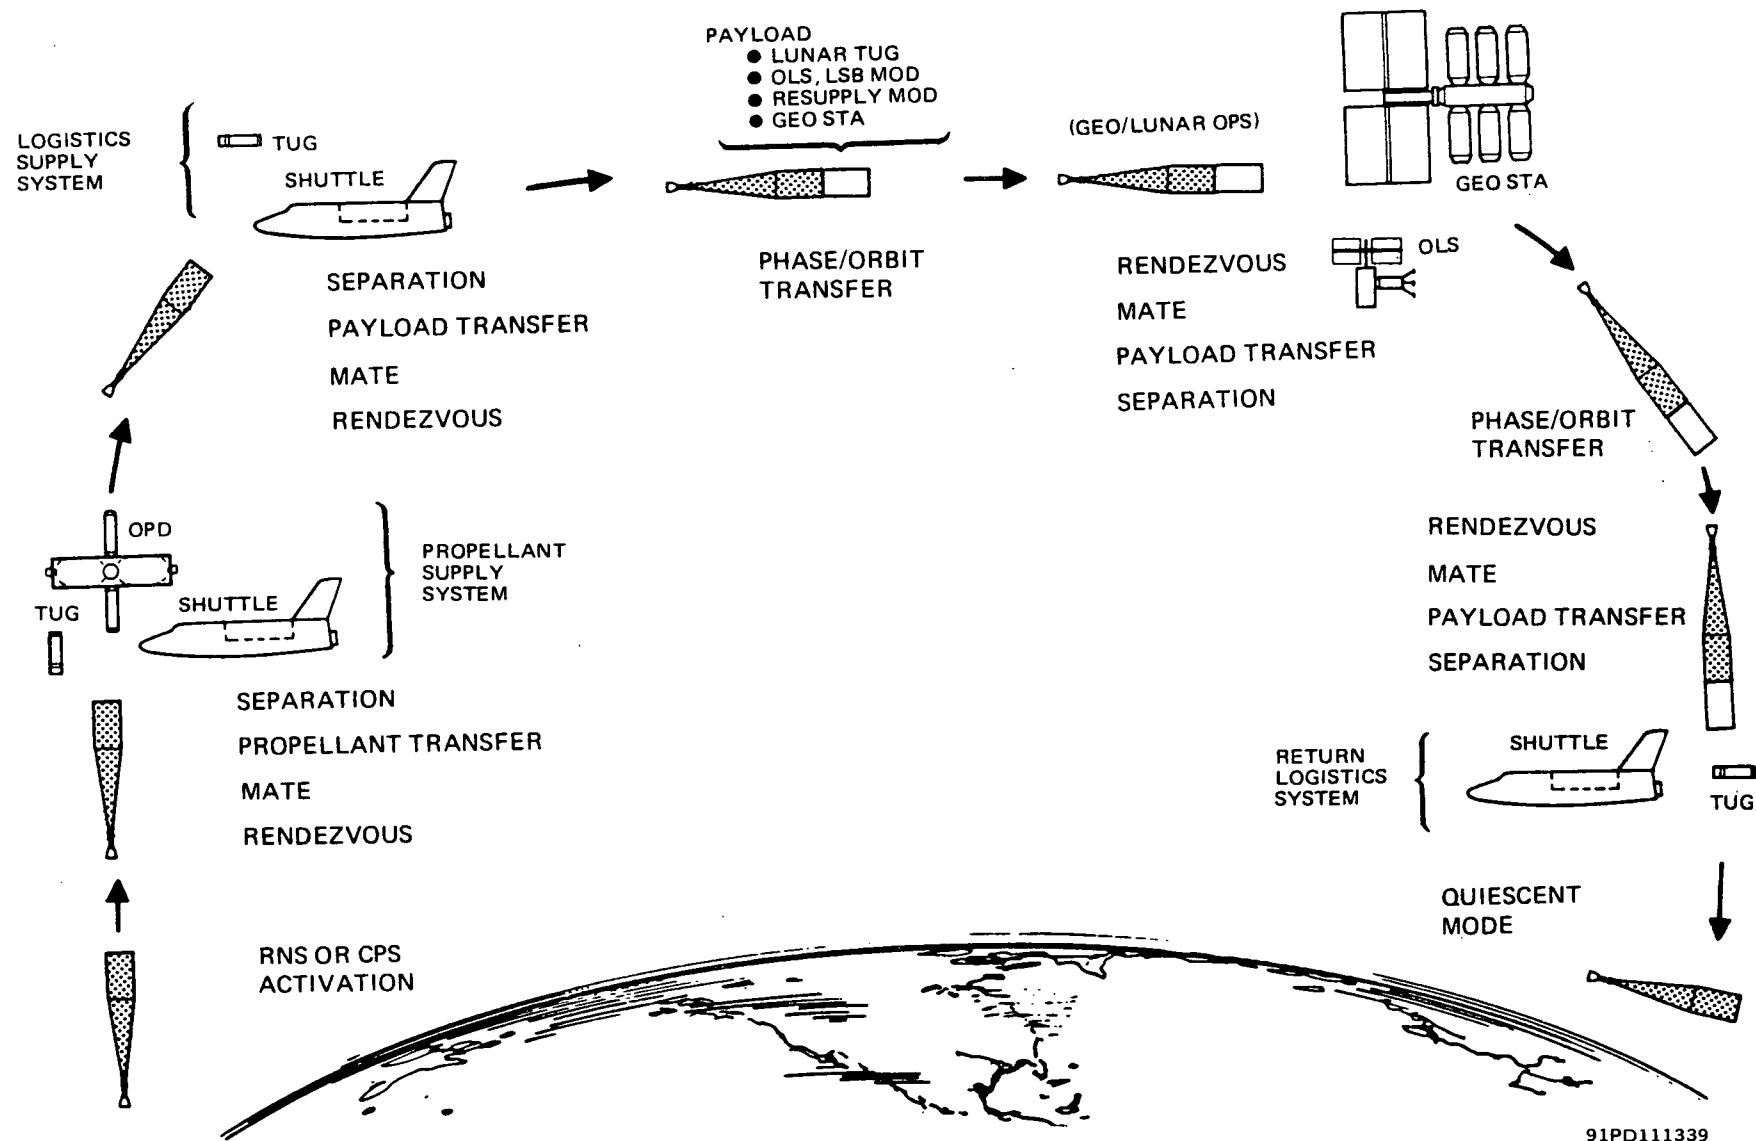 PAYLOAD
● LUNAR TUG
● OLS, LSB MOD
● RESUPPLY MOD
● GEO STA
LOGISTICS
SUPPLY
SYSTEM
TUG
SHUTTLE
(GEO/LUNAR OPS)
GEO STA
OLS
SEPARATION
PAYLOAD TRANSFER
MATE
RENDEZVOUS
PHASE/ORBIT
TRANSFER
RENDEZVOUS
MATE
PAYLOAD TRANSFER
SEPARATION
PHASE/ORBIT
TRANSFER
OPD
TUG
SHUTTLE
PROPELLANT
SUPPLY
SYSTEM
SEPARATION
PROPELLANT TRANSFER
MATE
RENDEZVOUS
RENDEZVOUS
MATE
PAYLOAD TRANSFER
SEPARATION
RETURN
LOGISTICS
SYSTEM
SHUTTLE
TUG
QUIESCENT
MODE
RNS OR CPS
ACTIVATION
91PD111339